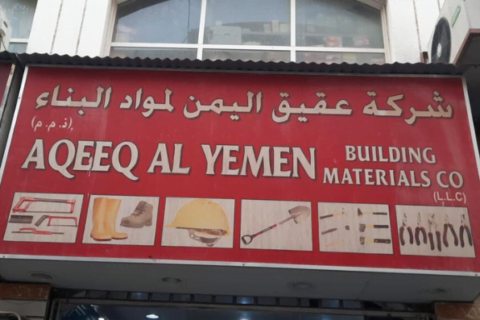 شركة عقيق اليمن لمواد البناء
(ذ.م.م)
AQEEQ AL YEMEN BUILDING
MATERIALS CO
(L.L.C)